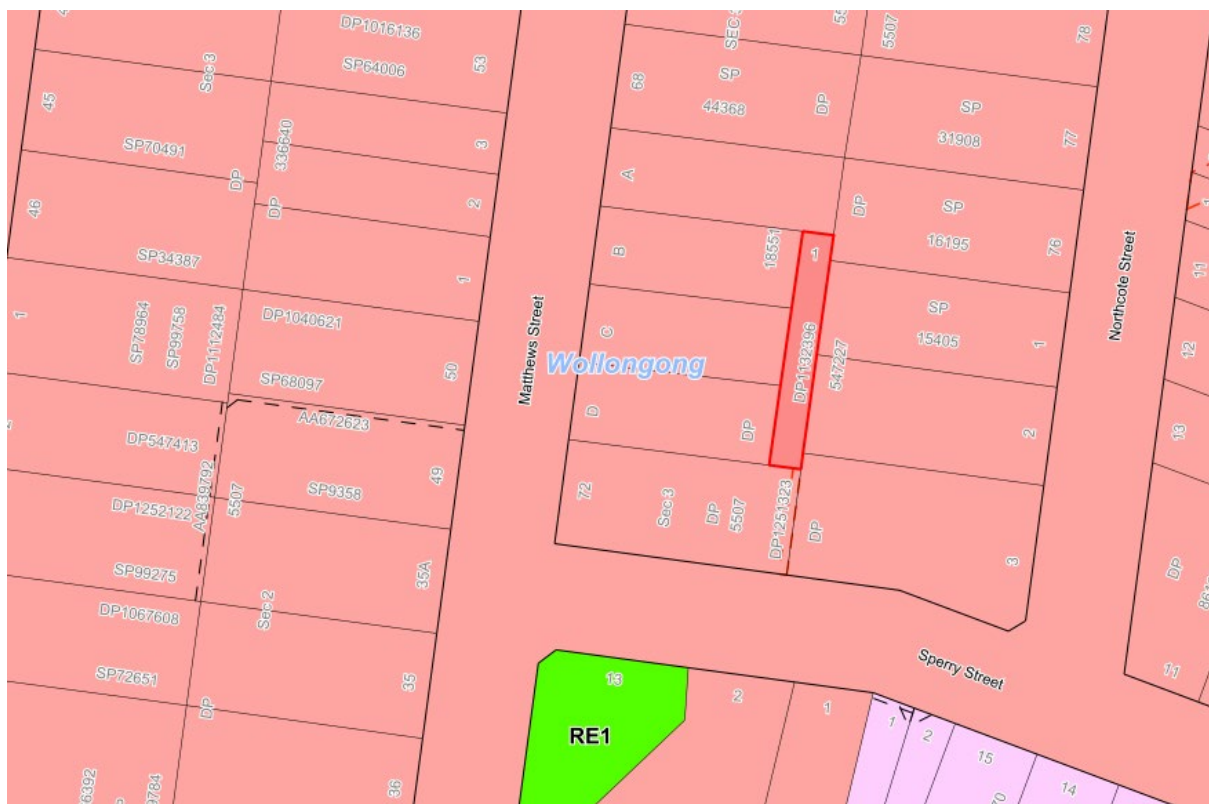 DP1016136
SP64006
Sec 3
53
45
SP70491
336640
3
DP
DP
2
46
SP34387
1
1
SP78964
SP99758
DP1112484
DP1040621
SP68097
50
AA672623
DP547413
AA839792
5507
SP9358
49
DP1252122
SP99275
35A
DP1067608
Sec 2
SP72651
DP
35
36
Matthews Street
Wollongong
SEC
5507
78
68
SP
44368
DP
SP
31908
77
A
DP
SP
16195
76
B
18551
1
SP
15405
1
C
DP1132396
547227
D
DP
2
72
Sec 3
DP
5507
DP1251323
DP
3
Northcote Street
11
12
13
DP
11
Sperry Street
13
RE1
2
1
1
2
15
14